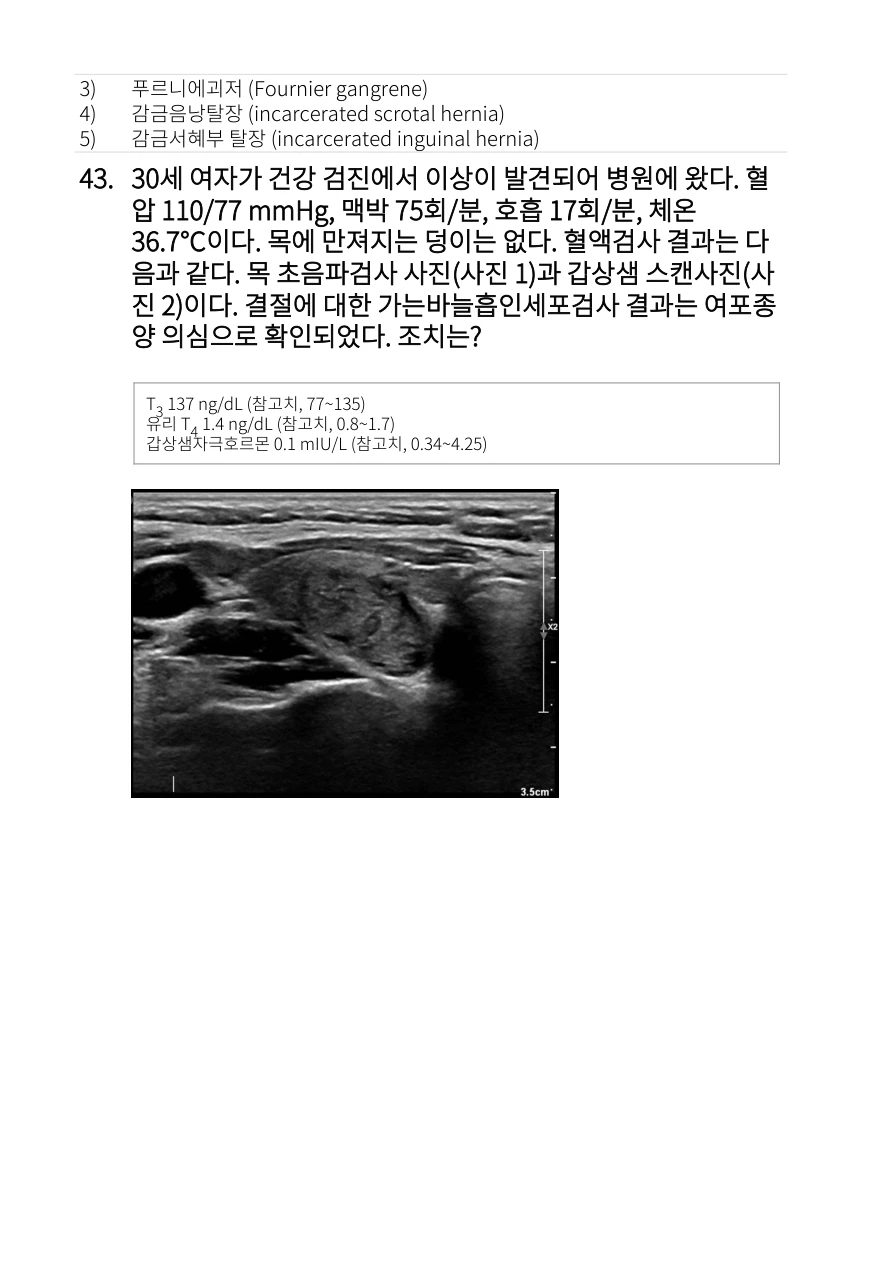 3) 푸르니에괴저 (Fournier gangrene)
4) 감금음낭탈장 (incarcerated scrotal hernia)
5) 감금서혜부 탈장 (incarcerated inguinal hernia)
43. 30세 여자가 건강 검진에서 이상이 발견되어 병원에 왔다. 혈
압 110/77 mmHg, 맥박 75회/분, 호흡 17회/분, 체온
36.7℃이다. 목에 만져지는 덩이는 없다. 혈액검사 결과는 다
음과 같다. 목 초음파검사 사진(사진 1)과 갑상샘 스캔사진(사
진 2)이다. 결절에 대한 가는바늘흡인세포검사 결과는 여포종
양 의심으로 확인되었다. 조치는?
T3 137 ng/dL (참고치, 77~135)
유리 T4 1.4 ng/dL (참고치, 0.8~1.7)
갑상샘자극호르몬 0.1 mIU/L (참고치, 0.34~4.25)
X2
3.5cm